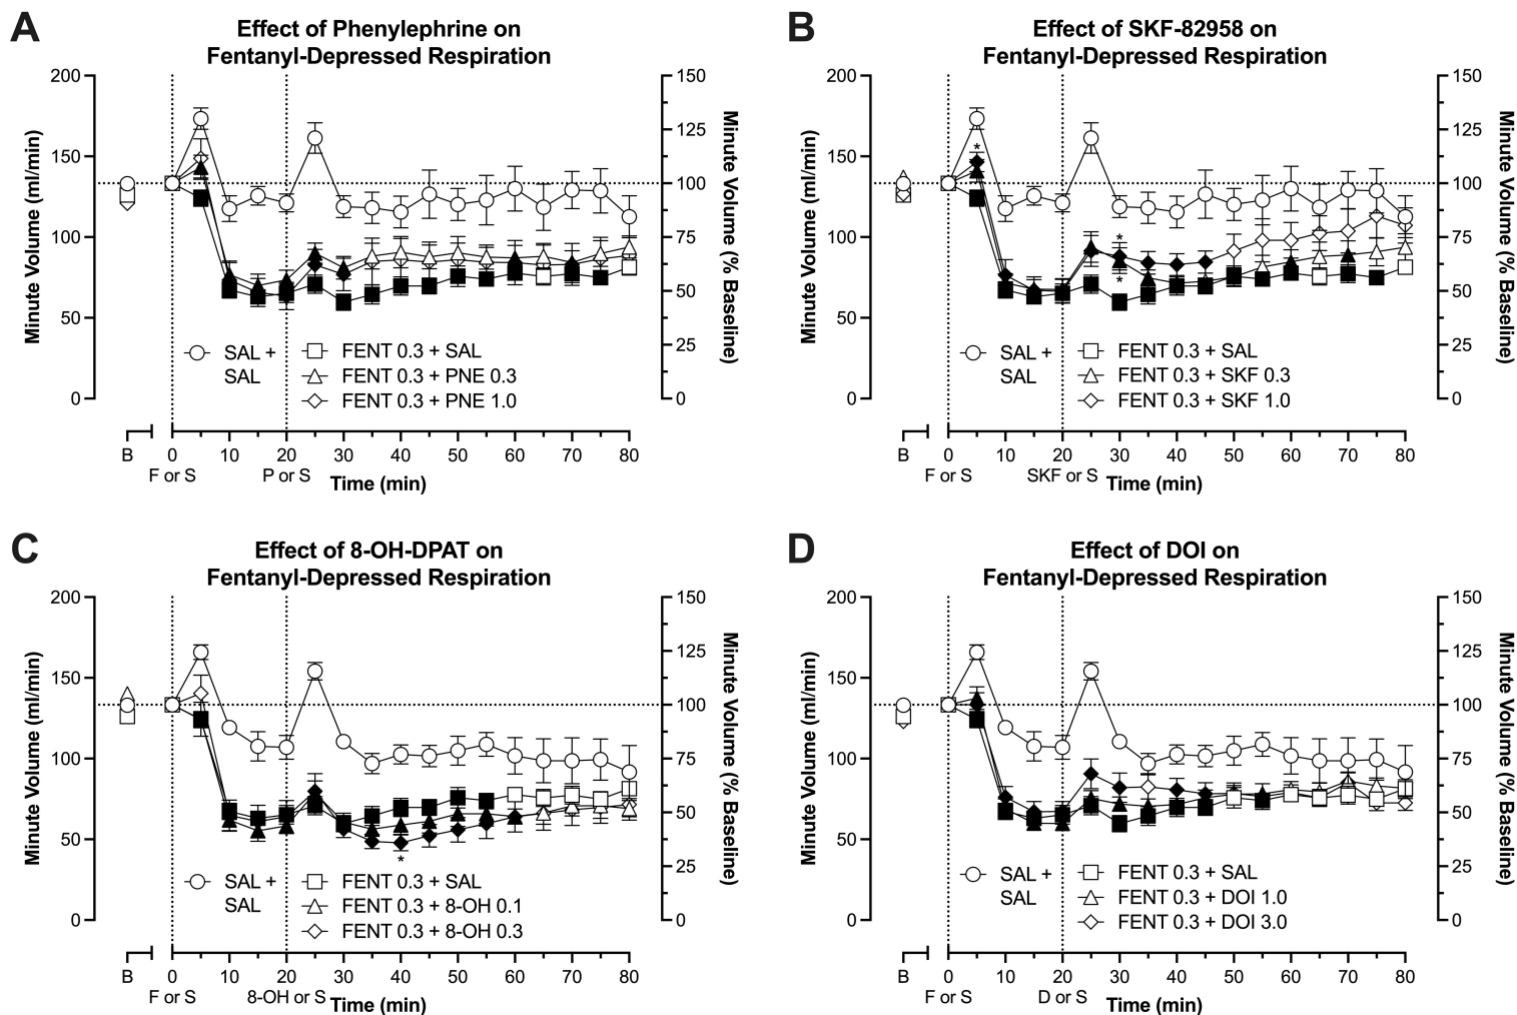 A
Effect of Phenylephrine on
Fentanyl-Depressed Respiration
200
150
100
50
0
Minute Volume (ml/min)
150
125
100
75
50
25
0
Minute Volume (% Baseline)
SAL +
SAL
FENT 0.3 + SAL
FENT 0.3 + PNE 0.3
FENT 0.3 + PNE 1.0
B 0 10 20 30 40 50 60 70 80
F or S P or S
Time (min)
B
Effect of SKF-82958 on
Fentanyl-Depressed Respiration
200
150
100
50
0
Minute Volume (ml/min)
150
125
100
75
50
25
0
Minute Volume (% Baseline)
*
*
*
SAL +
SAL
FENT 0.3 + SAL
FENT 0.3 + SKF 0.3
FENT 0.3 + SKF 1.0
B 0 10 20 30 40 50 60 70 80
F or S SKF or S
Time (min)
C
Effect of 8-OH-DPAT on
Fentanyl-Depressed Respiration
200
150
100
50
0
Minute Volume (ml/min)
150
125
100
75
50
25
0
Minute Volume (% Baseline)
*
SAL +
SAL
FENT 0.3 + SAL
FENT 0.3 + 8-OH 0.1
FENT 0.3 + 8-OH 0.3
B 0 10 20 30 40 50 60 70 80
F or S 8-OH or S
Time (min)
D
Effect of DOI on
Fentanyl-Depressed Respiration
200
150
100
50
0
Minute Volume (ml/min)
150
125
100
75
50
25
0
Minute Volume (% Baseline)
SAL +
SAL
FENT 0.3 + SAL
FENT 0.3 + DOI 1.0
FENT 0.3 + DOI 3.0
B 0 10 20 30 40 50 60 70 80
F or S D or S
Time (min)